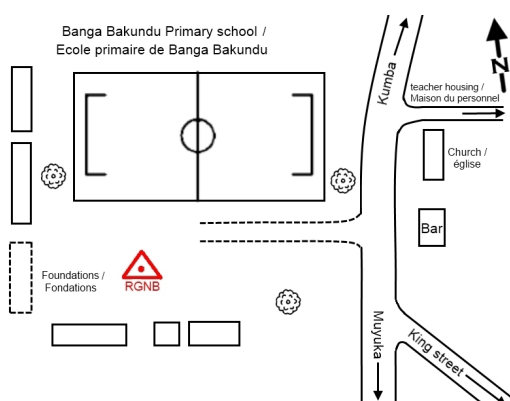 Banga Bakundu Primary school /
Ecole primaire de Banga Bakundu
N
Kumba
teacher housing /
Maison du personnel
Church /
église
Bar
Foundations /
Fondations
RGNB
Muyuka
King street